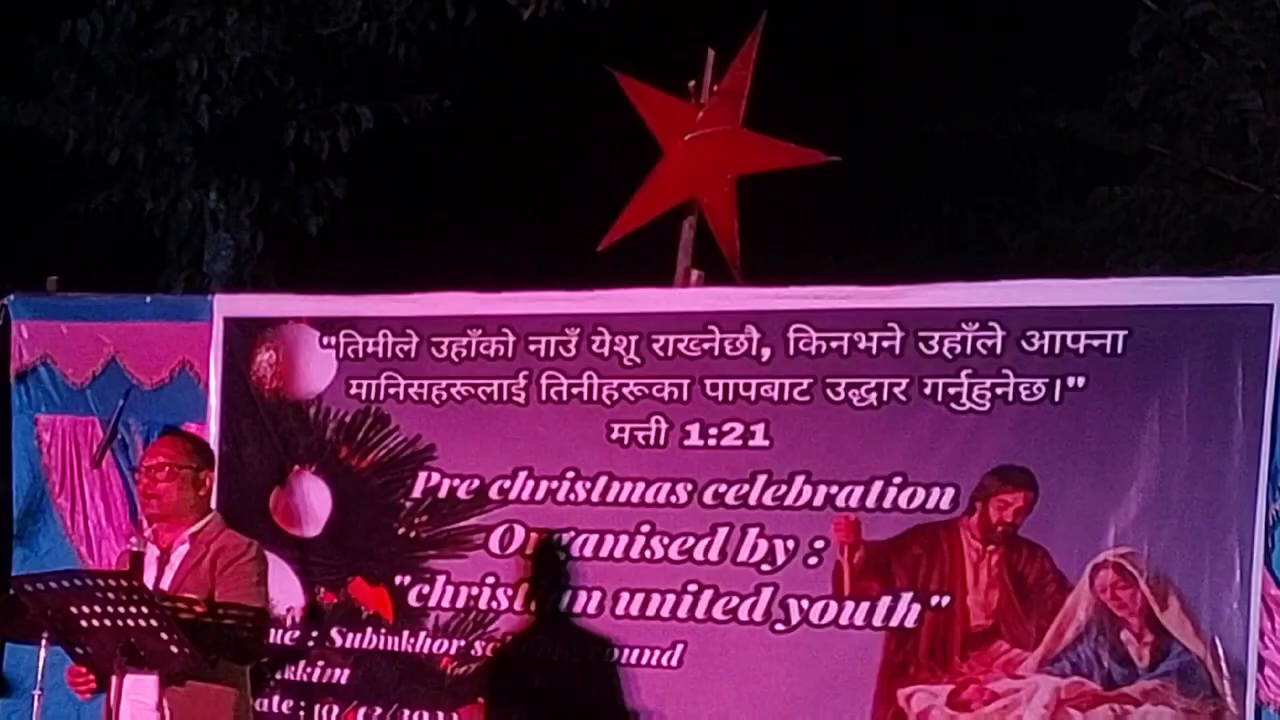 "तिमीले उहाँको नाउँ येशू राख्नेछौ, किनभने उहाँले आफ्ना
मानिसहरूलाई तिनीहरूका पापबाट उद्धार गर्नुहुनेछ।"
मत्ती 1:21
Pre christmas celebration
Organised by :
"christain united youth"
: Subinkhor